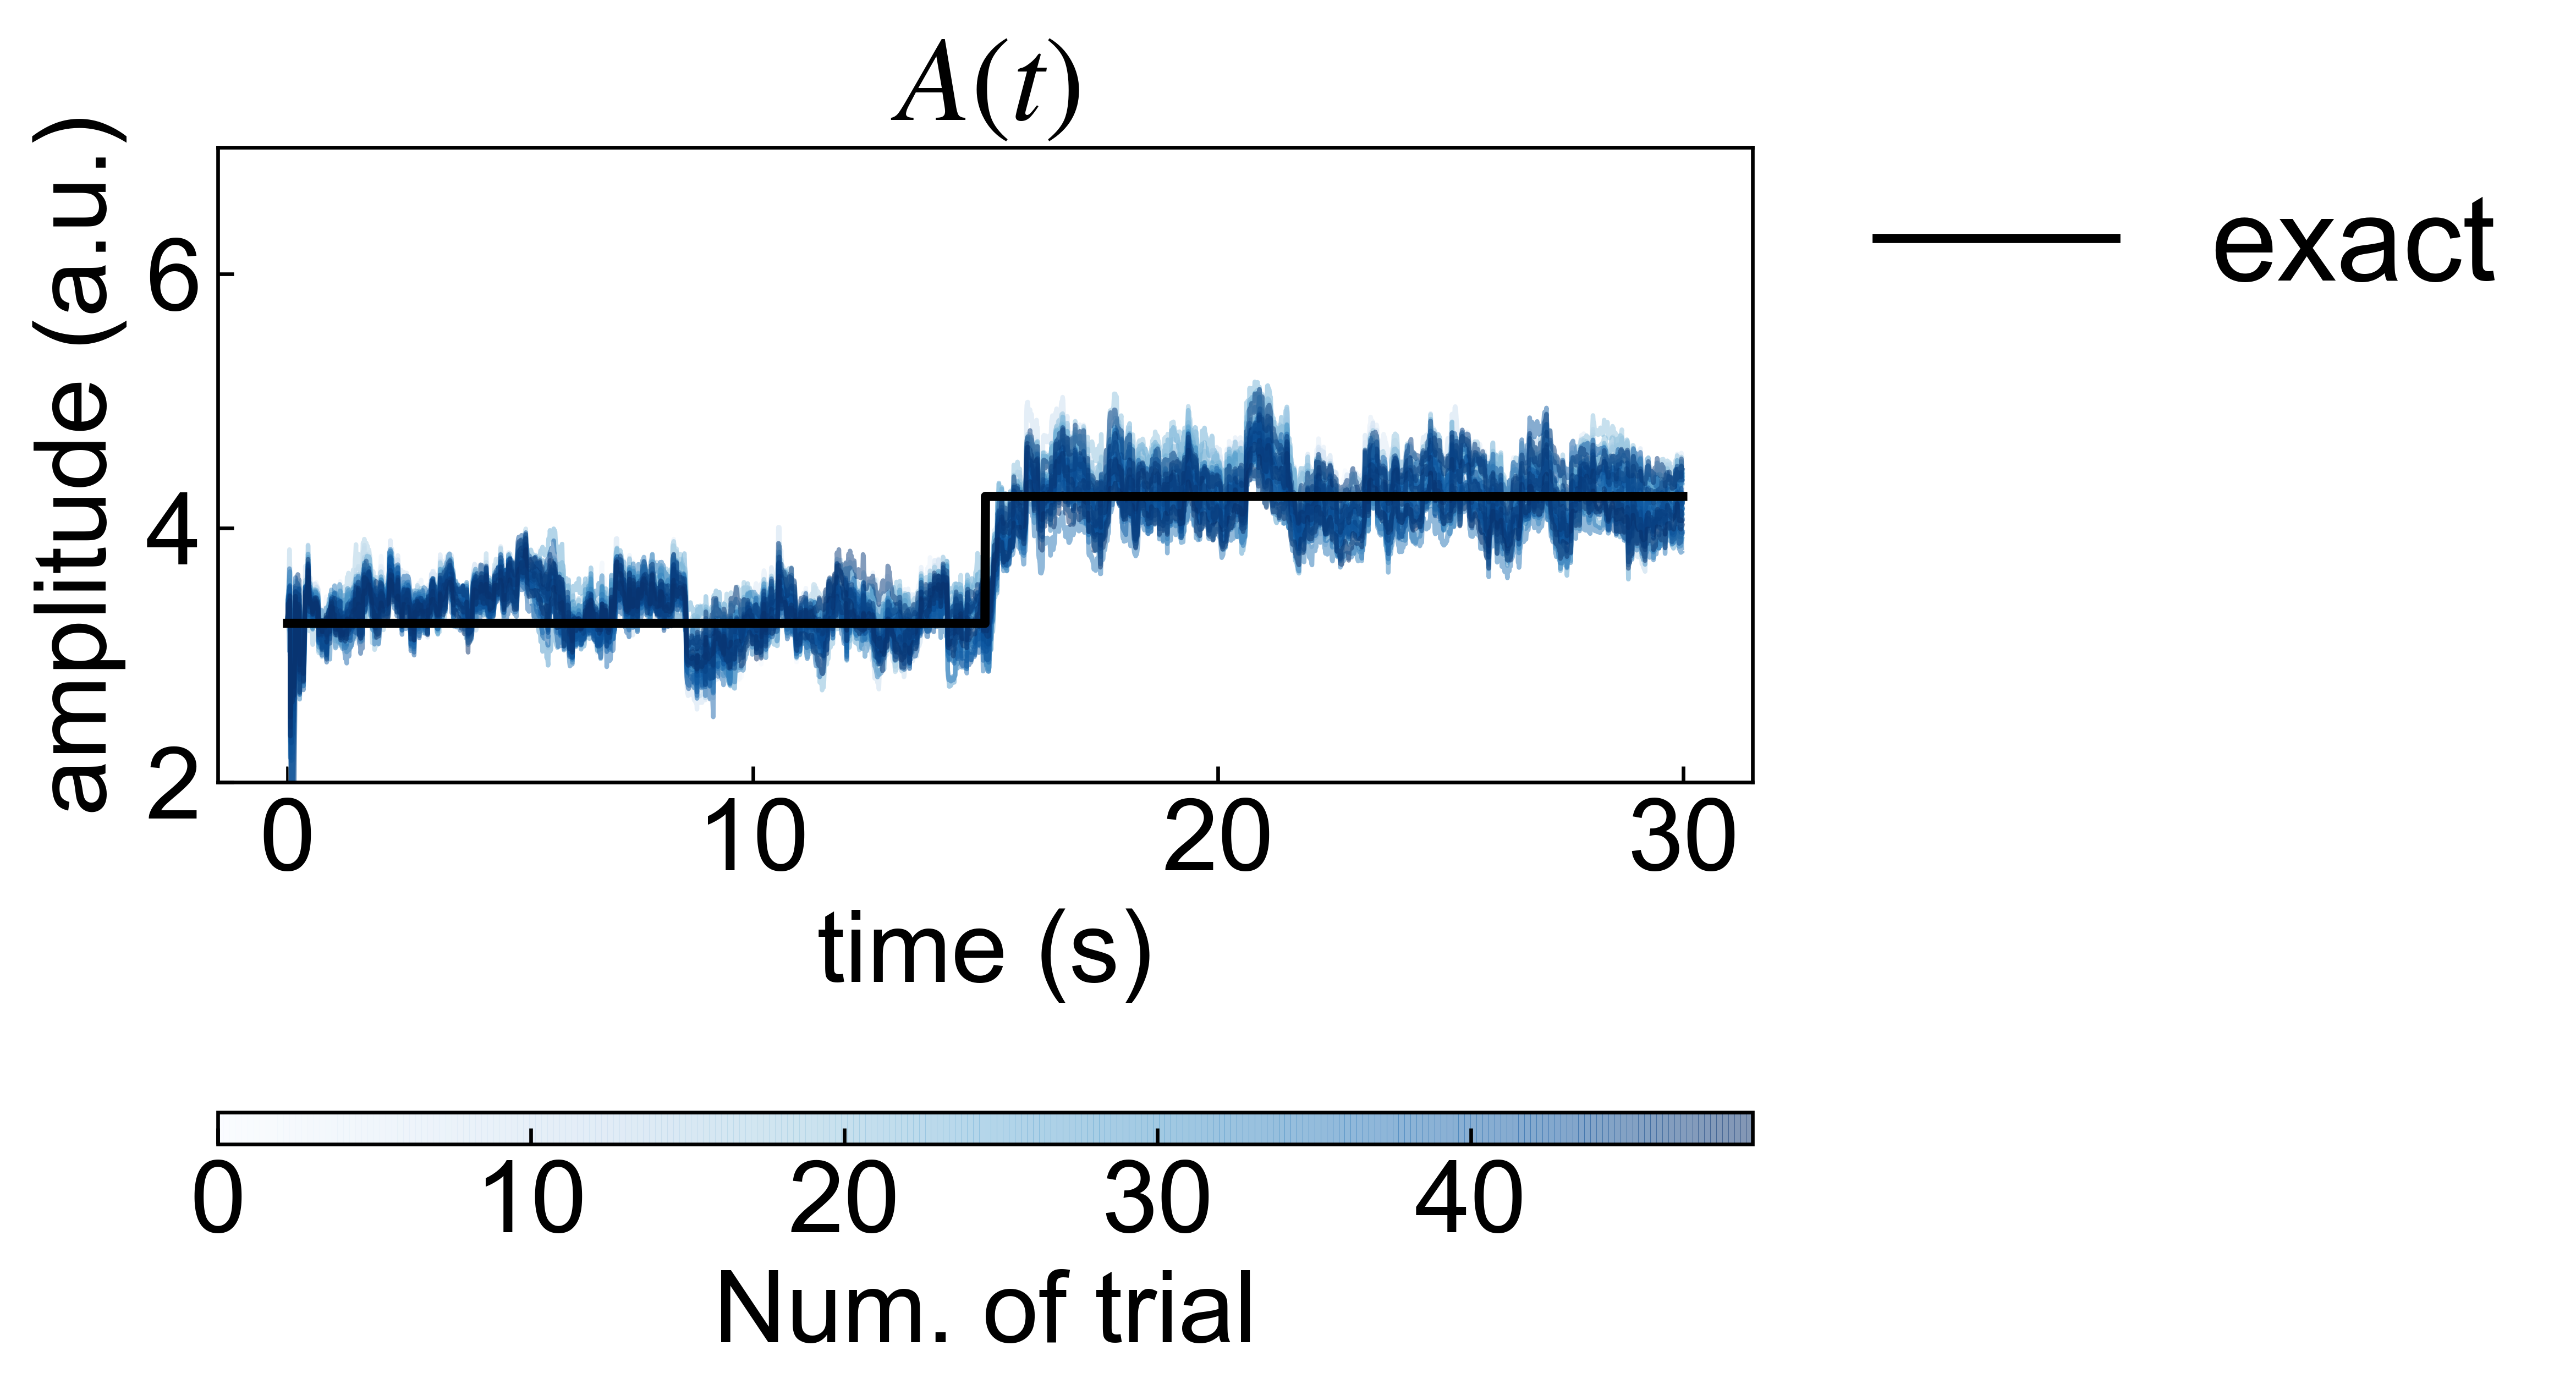 A(t)
exact
amplitude (a.u.)
6
4
2
0 10 20 30
time (s)
0 10 20 30 40
Num. of trial